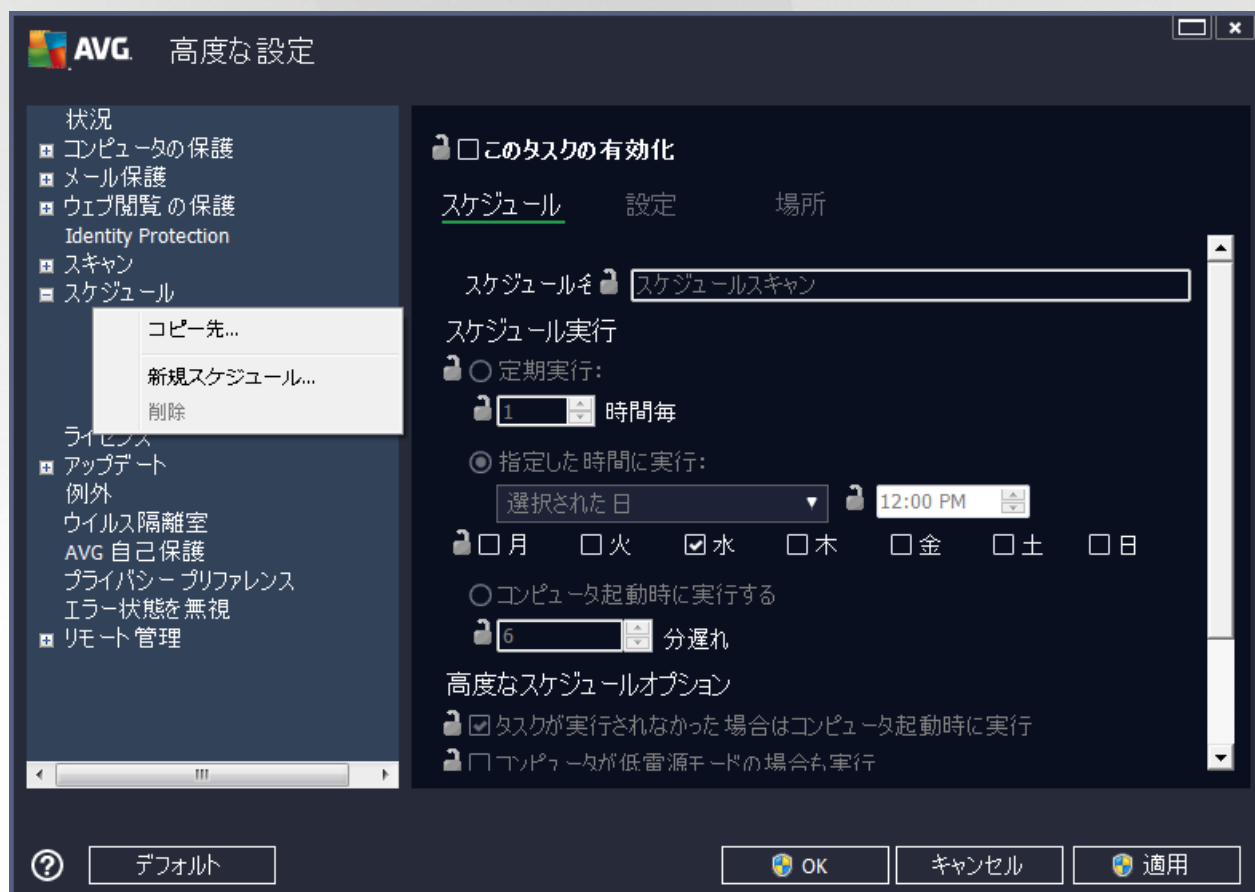 AVG. 高度な設定
状況
コンピュータの保護
メール保護
ウェブ閲覧の保護
Identity Protection
スキャン
スケジュール
コピー先...
新規スケジュール...
削除
ライセンス
アップデート
例外
ウイルス隔離室
AVG 自己保護
プライバシー プリファレンス
エラー状態を無視
リモート管理
このタスクの有効化
スケジュール 設定 場所
スケジュール名 スケジュールスキャン
スケジュール実行
定期実行:
1 時間毎
指定した時間に実行:
選択された日 12:00 PM
月 火 水 木 金 土 日
コンピュータ起動時に実行する
6 分遅れ
高度なスケジュールオプション
タスクが実行されなかった場合はコンピュータ起動時に実行
コンピュータが低電源モードの場合も実行
デフォルト OK キャンセル 適用